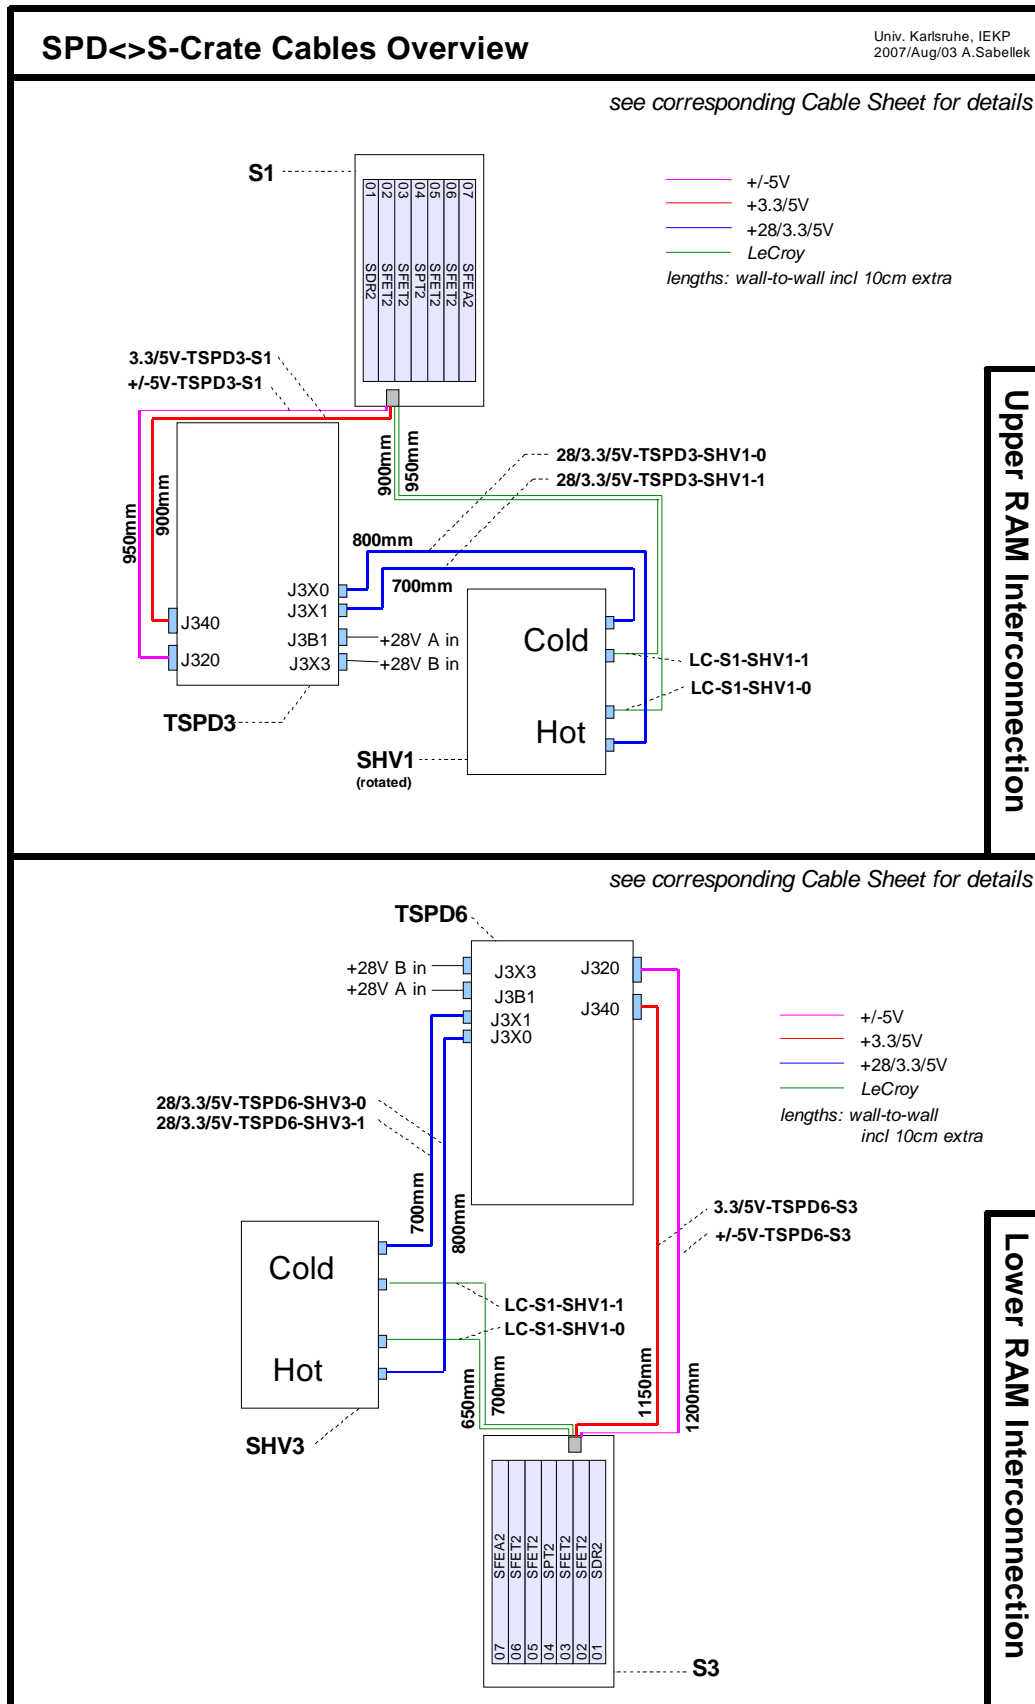 SPD<>S-Crate Cables Overview
Univ. Karlsruhe, IEKP
2007/Aug/03 A.Sabellek
see corresponding Cable Sheet for details
S1
01 SDR2
02 SFET2
03 SFET2
04 SPT2
05 SFET2
06 SFET2
07 SFEA2
+/-5V
+3.3/5V
+28/3.3/5V
LeCroy
lengths: wall-to-wall incl 10cm extra
3.3/5V-TSPD3-S1
+/-5V-TSPD3-S1
950mm
900mm
900mm
950mm
28/3.3/5V-TSPD3-SHV1-0
28/3.3/5V-TSPD3-SHV1-1
800mm
700mm
J3X0
J3X1
J340
J3B1
+28V A in
J320
J3X3
+28V B in
TSPD3
Cold
Hot
LC-S1-SHV1-1
LC-S1-SHV1-0
SHV1
(rotated)
Upper RAM Interconnection
see corresponding Cable Sheet for details
TSPD6
+28V B in
+28V A in
J3X3
J3B1
J3X1
J3X0
J320
J340
+/-5V
+3.3/5V
+28/3.3/5V
LeCroy
lengths: wall-to-wall
incl 10cm extra
28/3.3/5V-TSPD6-SHV3-0
28/3.3/5V-TSPD6-SHV3-1
700mm
800mm
3.3/5V-TSPD6-S3
+/-5V-TSPD6-S3
Cold
Hot
LC-S1-SHV1-1
LC-S1-SHV1-0
650mm
700mm
1150mm
1200mm
SHV3
07 SFEA2
06 SFET2
05 SFET2
04 SPT2
03 SFET2
02 SFET2
01 SDR2
S3
Lower RAM Interconnection